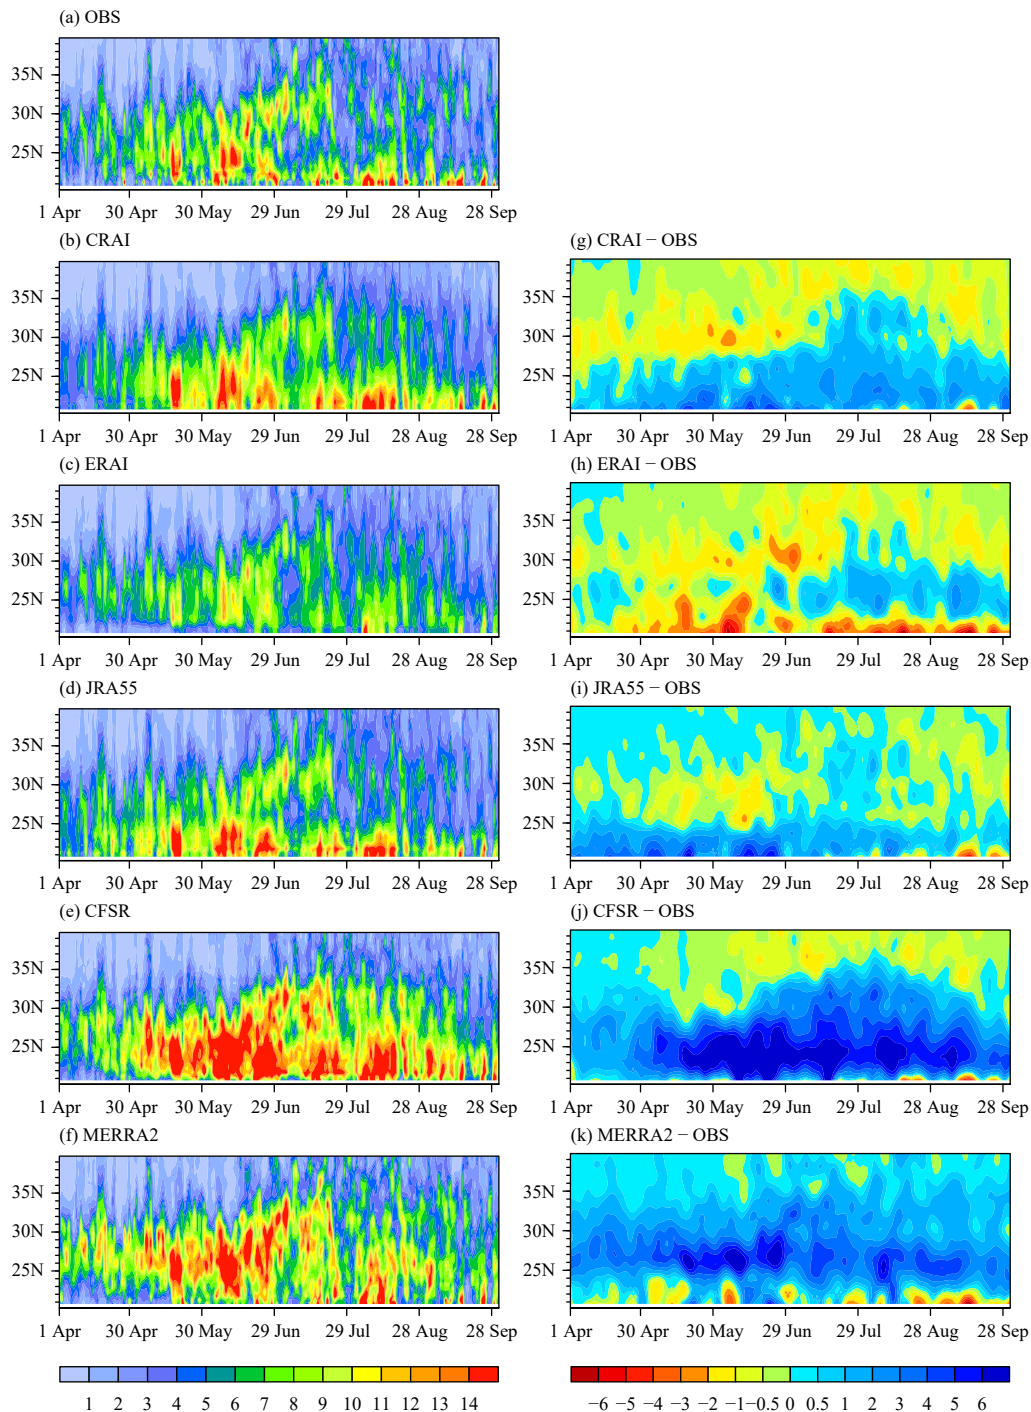 (a) OBS
35N
30N
25N
1 Apr 30 Apr 30 May 29 Jun 29 Jul 28 Aug 28 Sep
(b) CRAI
35N
30N
25N
1 Apr 30 Apr 30 May 29 Jun 29 Jul 28 Aug 28 Sep
(g) CRAI − OBS
35N
30N
25N
1 Apr 30 Apr 30 May 29 Jun 29 Jul 28 Aug 28 Sep
(c) ERAI
35N
30N
25N
1 Apr 30 Apr 30 May 29 Jun 29 Jul 28 Aug 28 Sep
(h) ERAI − OBS
35N
30N
25N
1 Apr 30 Apr 30 May 29 Jun 29 Jul 28 Aug 28 Sep
(d) JRA55
35N
30N
25N
1 Apr 30 Apr 30 May 29 Jun 29 Jul 28 Aug 28 Sep
(i) JRA55 − OBS
35N
30N
25N
1 Apr 30 Apr 30 May 29 Jun 29 Jul 28 Aug 28 Sep
(e) CFSR
35N
30N
25N
1 Apr 30 Apr 30 May 29 Jun 29 Jul 28 Aug 28 Sep
(j) CFSR − OBS
35N
30N
25N
1 Apr 30 Apr 30 May 29 Jun 29 Jul 28 Aug 28 Sep
(f) MERRA2
35N
30N
25N
1 Apr 30 Apr 30 May 29 Jun 29 Jul 28 Aug 28 Sep
(k) MERRA2 − OBS
35N
30N
25N
1 Apr 30 Apr 30 May 29 Jun 29 Jul 28 Aug 28 Sep
1 2 3 4 5 6 7 8 9 10 11 12 13 14
−6 −5 −4 −3 −2 −1 −0.5 0 0.5 1 2 3 4 5 6